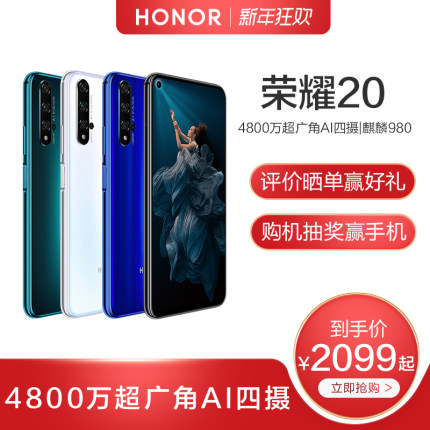 HONOR | 新年狂欢
荣耀20
4800万超广角AI四摄|麒麟980
评价晒单赢好礼
购机抽奖赢手机
到手价
¥2099起
立即抢购 >
4800万超广角AI四摄